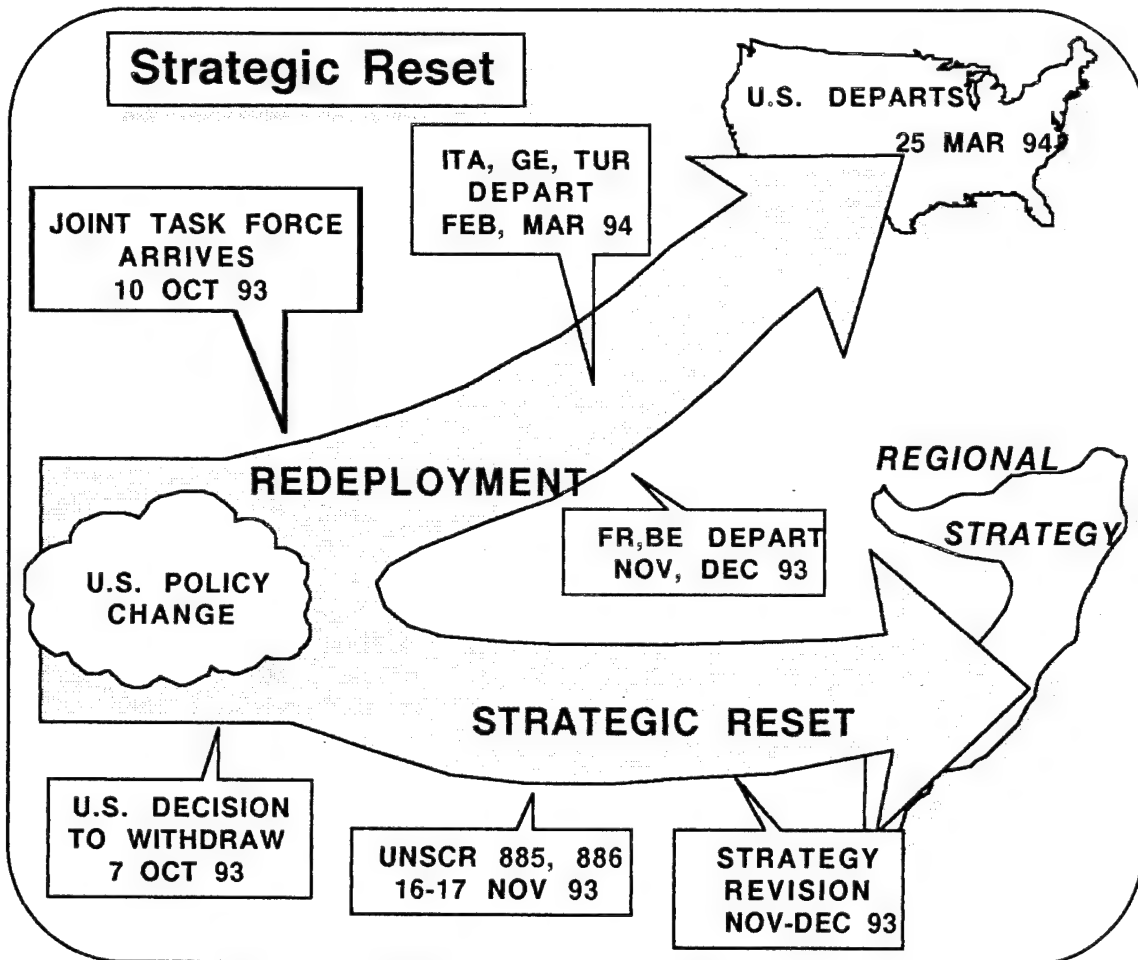 Strategic Reset
U.S. DEPARTS
25 MAR 94
ITA, GE, TUR
DEPART
FEB, MAR 94
JOINT TASK FORCE
ARRIVES
10 OCT 93
REDEPLOYMENT
REGIONAL
STRATEGY
FR,BE DEPART
NOV, DEC 93
U.S. POLICY
CHANGE
STRATEGIC RESET
U.S. DECISION
TO WITHDRAW
7 OCT 93
UNSCR 885, 886
16-17 NOV 93
STRATEGY
REVISION
NOV-DEC 93